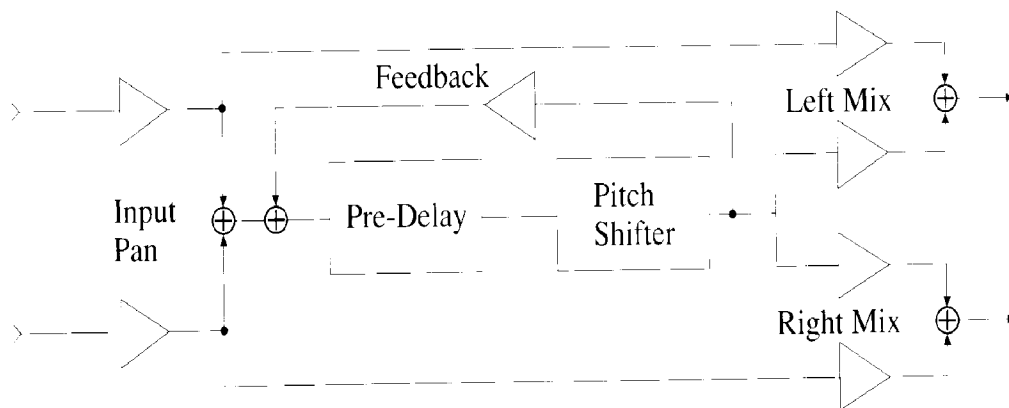 Feedback
Left Mix
Input
Pan
Pre-Delay
Pitch
Shifter
Right Mix